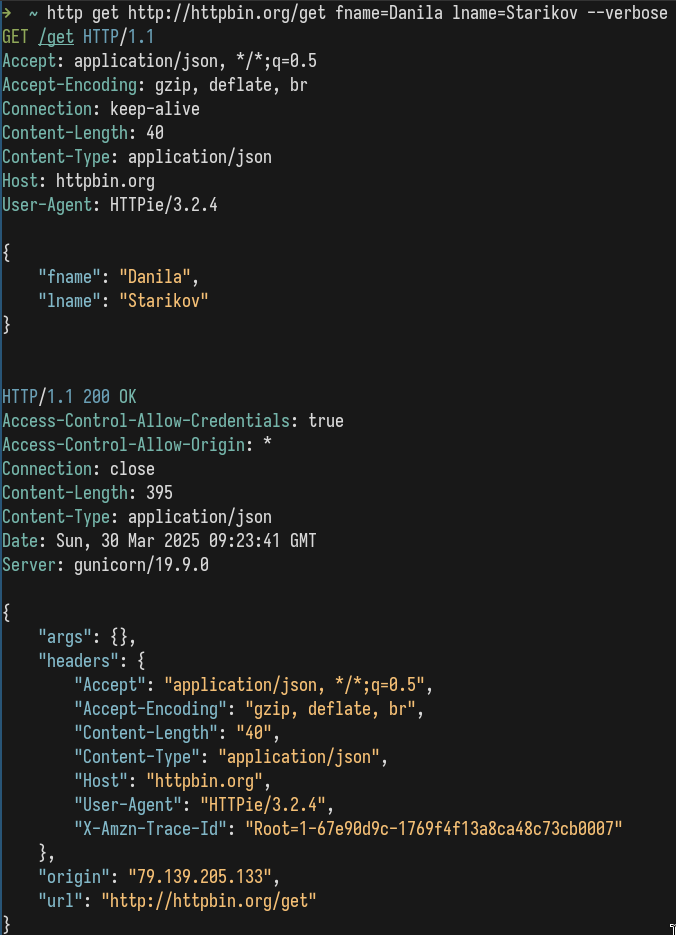 →  ~ http get http://httpbin.org/get fname=Danila lname=Starikov --verbose
GET /get HTTP/1.1
Accept: application/json, */*;q=0.5
Accept-Encoding: gzip, deflate, br
Connection: keep-alive
Content-Length: 40
Content-Type: application/json
Host: httpbin.org
User-Agent: HTTPie/3.2.4

{
    "fname": "Danila",
    "lname": "Starikov"
}


HTTP/1.1 200 OK
Access-Control-Allow-Credentials: true
Access-Control-Allow-Origin: *
Connection: close
Content-Length: 395
Content-Type: application/json
Date: Sun, 30 Mar 2025 09:23:41 GMT
Server: gunicorn/19.9.0

{
    "args": {},
    "headers": {
        "Accept": "application/json, */*;q=0.5",
        "Accept-Encoding": "gzip, deflate, br",
        "Content-Length": "40",
        "Content-Type": "application/json",
        "Host": "httpbin.org",
        "User-Agent": "HTTPie/3.2.4",
        "X-Amzn-Trace-Id": "Root=1-67e90d9c-1769f4f13a8ca48c73cb0007"
    },
    "origin": "79.139.205.133",
    "url": "http://httpbin.org/get"
}